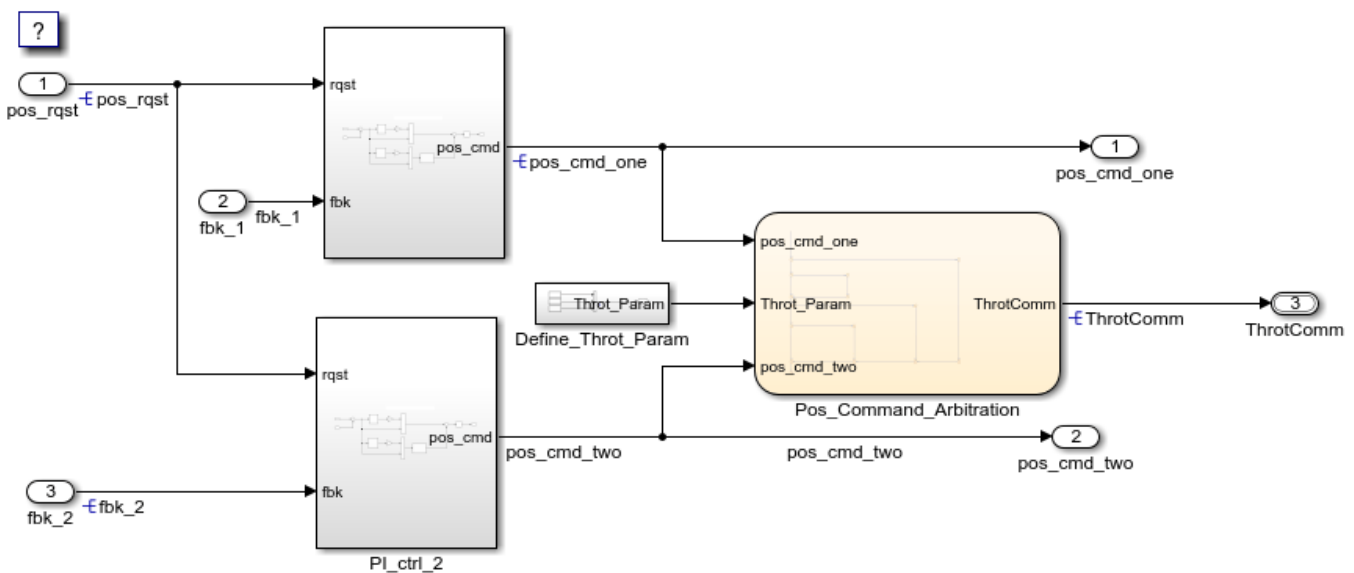 ?
1
pos_rqst
pos_rqst
rqst
pos_cmd
fbk
2
fbk_1
fbk_1
pos_cmd_one
1
pos_cmd_one
pos_cmd_one
Throt_Param
pos_cmd_two
ThrotComm
Pos_Command_Arbitration
Throt_Param
Define_Throt_Param
ThrotComm
3
ThrotComm
rqst
pos_cmd
fbk
PI_ctrl_2
pos_cmd_two
pos_cmd_two
2
pos_cmd_two
3
fbk_2
fbk_2